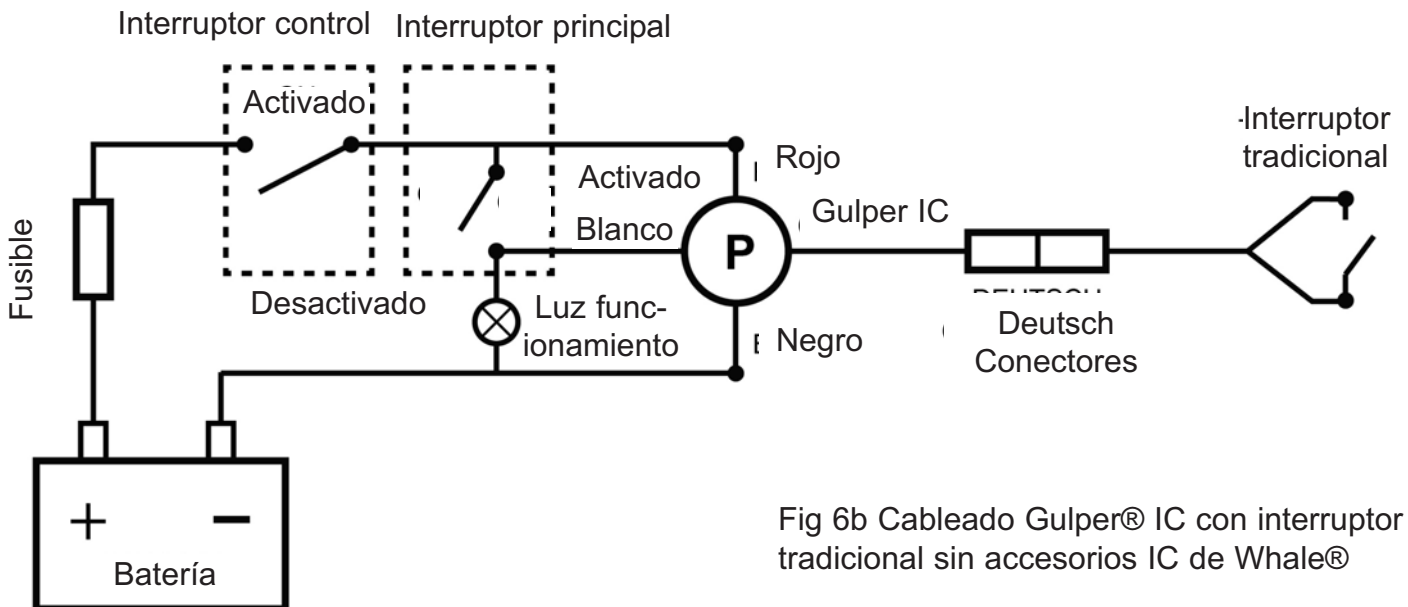 Interruptor control
Interruptor principal
Activado
Fusible
Desactivado
Activado
Blanco
Luz func-
ionamiento
Rojo
P
Negro
Gulper IC
Deutsch
Conectores
-Interruptor
tradicional
+ −
Batería
Fig 6b Cableado Gulper® IC con interruptor
tradicional sin accesorios IC de Whale®